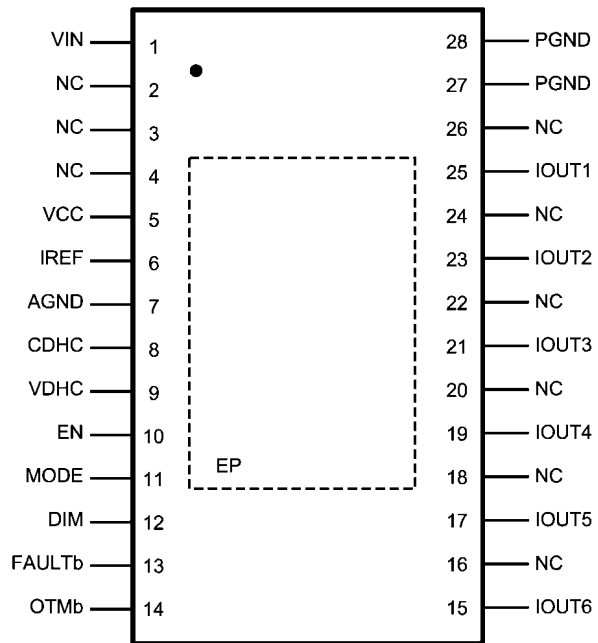 VIN 1 28 PGND
NC 2 27 PGND
NC 3 26 NC
NC 4 25 IOUT1
VCC 5 24 NC
IREF 6 23 IOUT2
AGND 7 22 NC
CDHC 8 21 IOUT3
VDHC 9 20 NC
EN 10 19 IOUT4
EP
MODE 11 18 NC
DIM 12 17 IOUT5
FAULTb 13 16 NC
OTMb 14 15 IOUT6